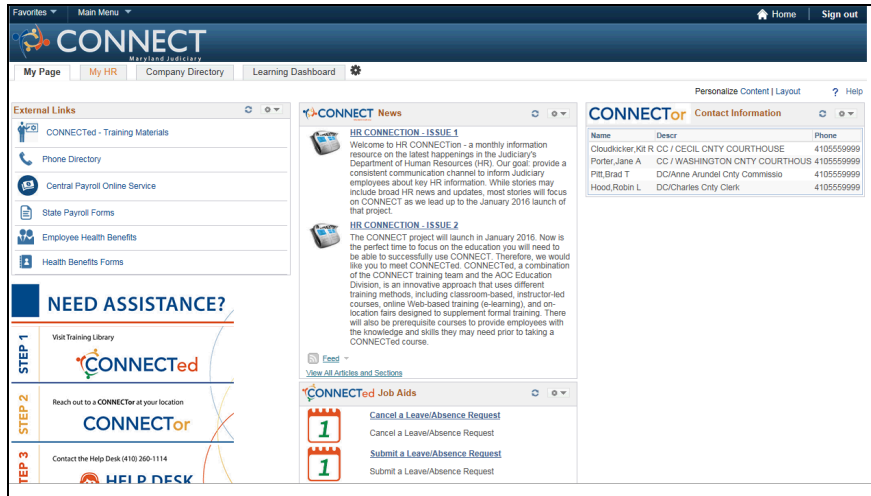 Favorites Main Menu Home Sign out
CONNECT
Maryland Judiciary
My Page My HR Company Directory Learning Dashboard
Personalize Content | Layout ? Help
External Links
CONNECTed - Training Materials
Phone Directory
Central Payroll Online Service
State Payroll Forms
Employee Health Benefits
Health Benefits Forms
NEED ASSISTANCE?
STEP 1
Visit Training Library
CONNECTed
STEP 2
Reach out to a CONNECTor at your location
CONNECTor
STEP 3
Contact the Help Desk (410) 260-1114
HELP DESK
CONNECT News
HR CONNECTION - ISSUE 1
Welcome to HR CONNECTion - a monthly information
resource on the latest happenings in the Judiciary's
Department of Human Resources (HR). Our goal: provide a
consistent communication channel to inform Judiciary
employees about key HR information. While stories may
include broad HR news and updates, most stories will focus
on CONNECT as we lead up to the January 2016 launch of
that project.
HR CONNECTION - ISSUE 2
The CONNECT project will launch in January 2016. Now is
the perfect time to focus on the education you will need to
be able to successfully use CONNECT. Therefore, we would
like you to meet CONNECTed. CONNECTed, a combination
of the CONNECT training team and the AOC Education
Division, is an innovative approach that uses different
training methods, including classroom-based, instructor-led
courses, online Web-based training (e-learning), and on-
location fairs designed to supplement formal training. There
will also be prerequisite courses to provide employees with
the knowledge and skills they may need prior to taking a
CONNECTed course.
Feed
View All Articles and Sections
CONNECTed Job Aids
1
Cancel a Leave/Absence Request
Cancel a Leave/Absence Request
1
Submit a Leave/Absence Request
Submit a Leave/Absence Request
CONNECTor Contact Information
Name Descr Phone
Cloudkicker,Kit R CC / CECIL CNTY COURTHOUSE 4105559999
Porter,Jane A CC / WASHINGTON CNTY COURTHOUS 4105559999
Pitt,Brad T DC/Anne Arundel Cnty Commissio 4105559999
Hood,Robin L DC/Charles Cnty Clerk 4105559999